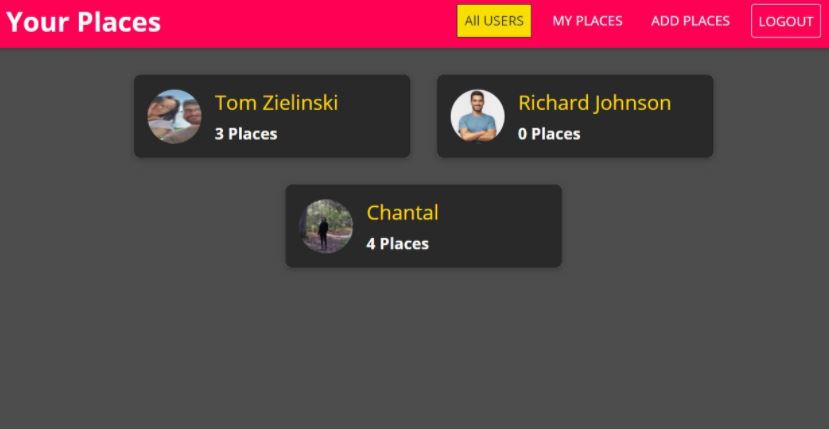 Your Places
All USERS
MY PLACES
ADD PLACES
LOGOUT
Tom Zielinski
3 Places
Richard Johnson
0 Places
Chantal
4 Places